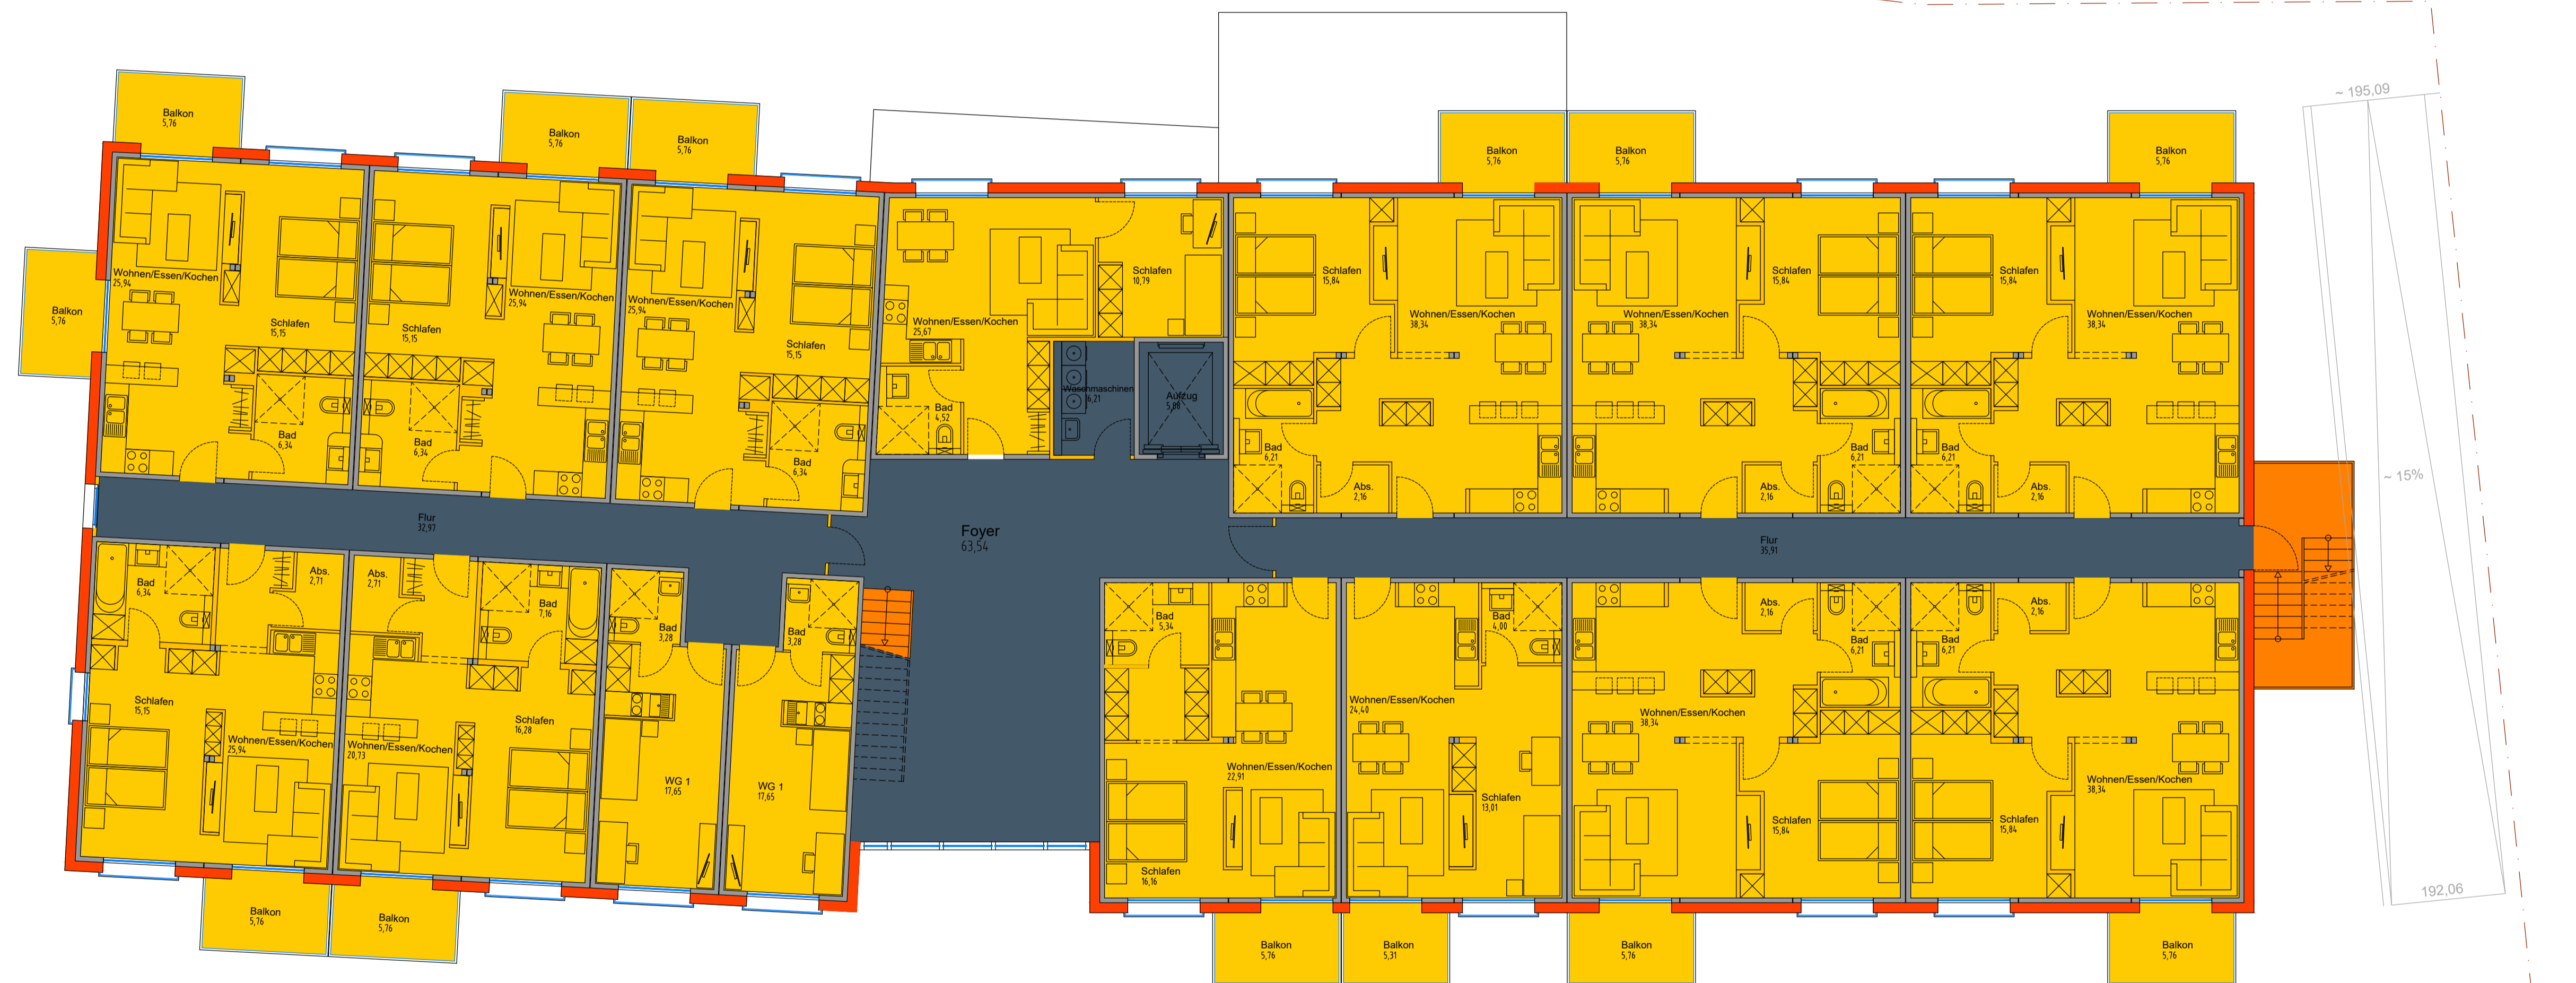 ~ 195,09
Balkon
5,76
Balkon
5,76
Balkon
5,76
Balkon
5,76
Balkon
5,76
Balkon
5,76
Balkon
5,76
Wohnen/Essen/Kochen
25,94
Schlafen
15,15
Bad
6,34
Schlafen
15,15
Wohnen/Essen/Kochen
25,94
Bad
6,34
Wohnen/Essen/Kochen
25,94
Schlafen
15,15
Bad
6,34
Wohnen/Essen/Kochen
25,67
Schlafen
10,79
Bad
4,52
Waschmaschinen
6,21
Aufzug
Schlafen
15,84
Wohnen/Essen/Kochen
38,34
Bad
6,21
Abs.
2,16
Wohnen/Essen/Kochen
38,34
Schlafen
15,84
Abs.
2,16
Bad
6,21
Schlafen
15,84
Wohnen/Essen/Kochen
38,34
Bad
6,21
Abs.
2,16
~ 15%
Flur
32,97
Foyer
63,54
Flur
35,91
Bad
6,34
Abs.
2,71
Schlafen
15,15
Wohnen/Essen/Kochen
25,94
Abs.
2,71
Bad
7,16
Schlafen
16,28
Wohnen/Essen/Kochen
20,73
Bad
3,28
WG 1
17,65
Bad
3,28
WG 1
17,65
Bad
5,34
Wohnen/Essen/Kochen
22,91
Schlafen
16,16
Bad
4,00
Wohnen/Essen/Kochen
24,40
Schlafen
13,01
Abs.
2,16
Bad
6,21
Wohnen/Essen/Kochen
38,34
Schlafen
15,84
Bad
6,21
Abs.
2,16
Wohnen/Essen/Kochen
38,34
Schlafen
15,84
192,06
Balkon
5,76
Balkon
5,76
Balkon
5,76
Balkon
5,31
Balkon
5,76
Balkon
5,76